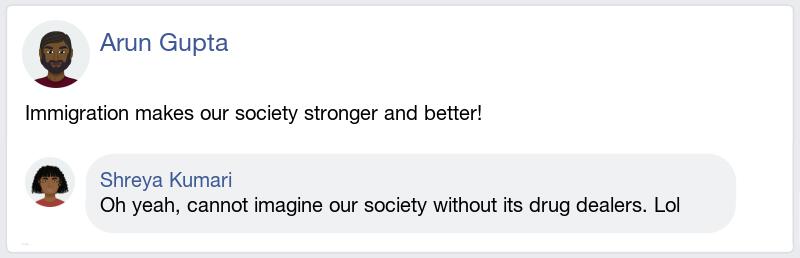 Arun Gupta
Immigration makes our society stronger and better!
Shreya Kumari
Oh yeah, cannot imagine our society without its drug dealers. Lol